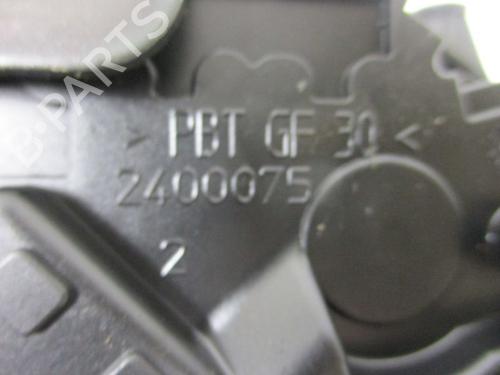 > PBT GF 30 <
2400075
2
B-PARTS